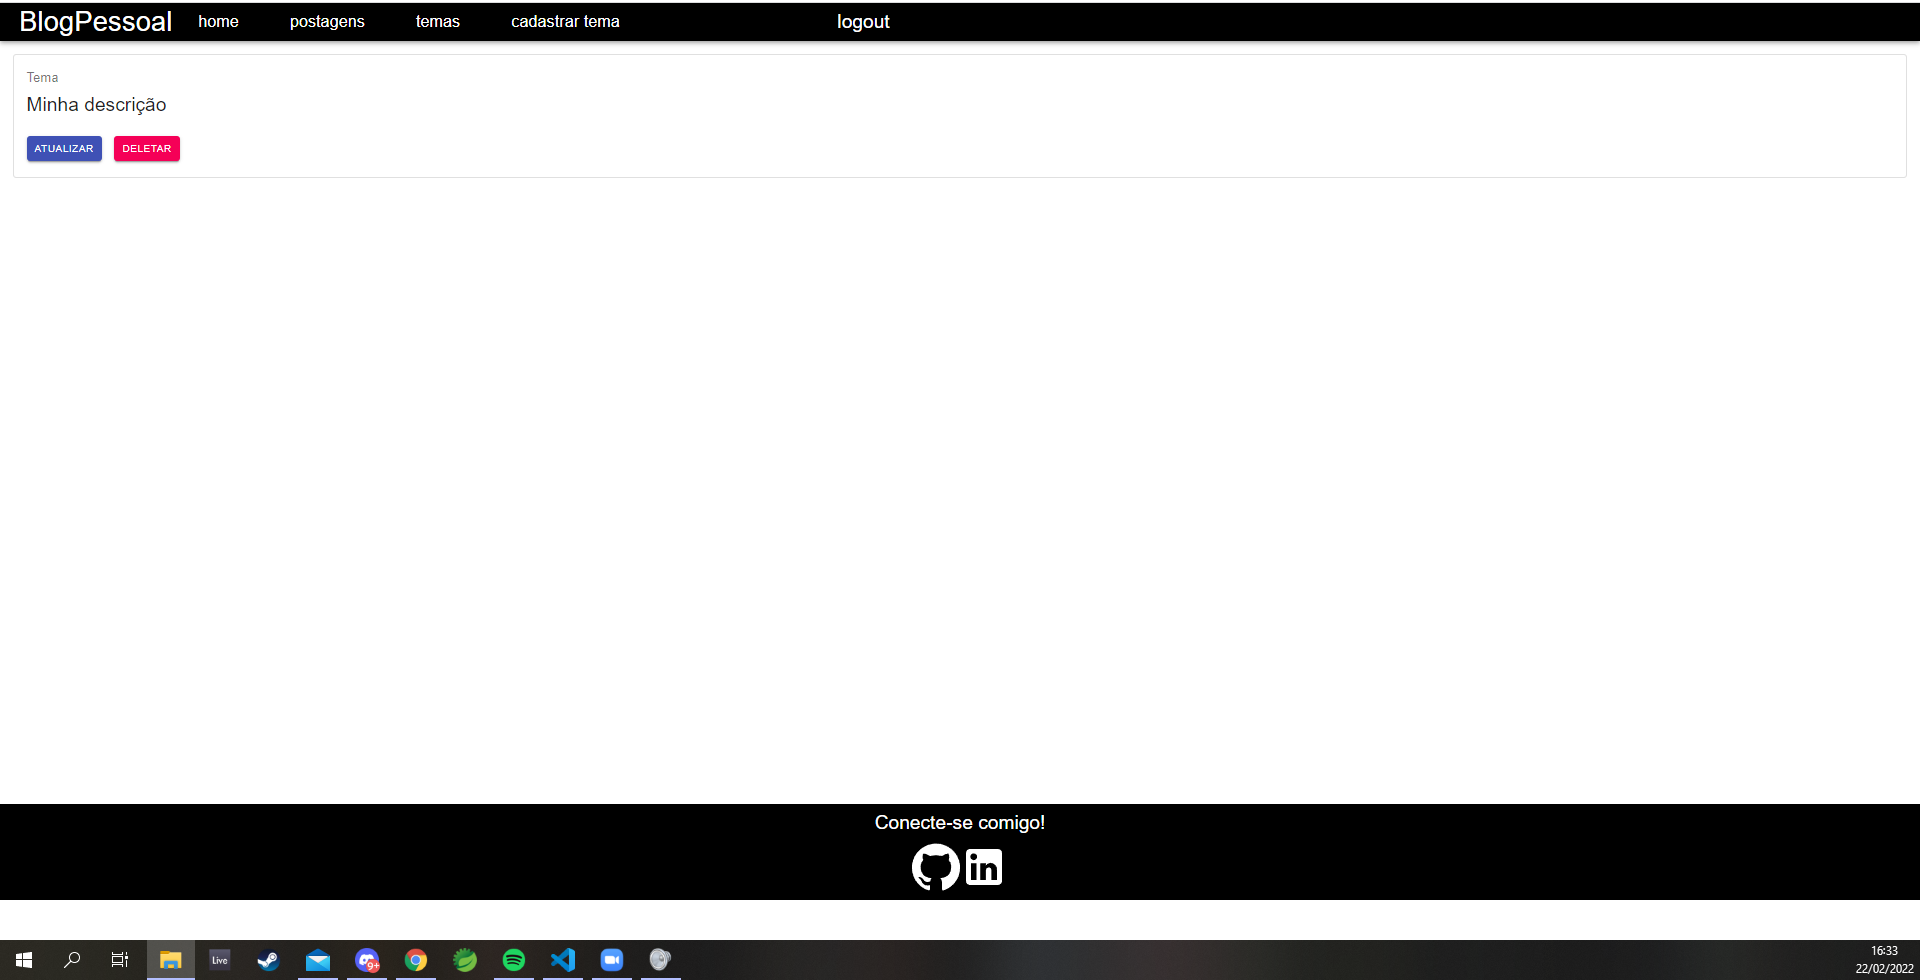 BlogPessoal home postagens temas cadastrar tema logout
Tema
Minha descrição
ATUALIZAR DELETAR
Conecte-se comigo!
in
Live
9+
16:33
22/02/2022